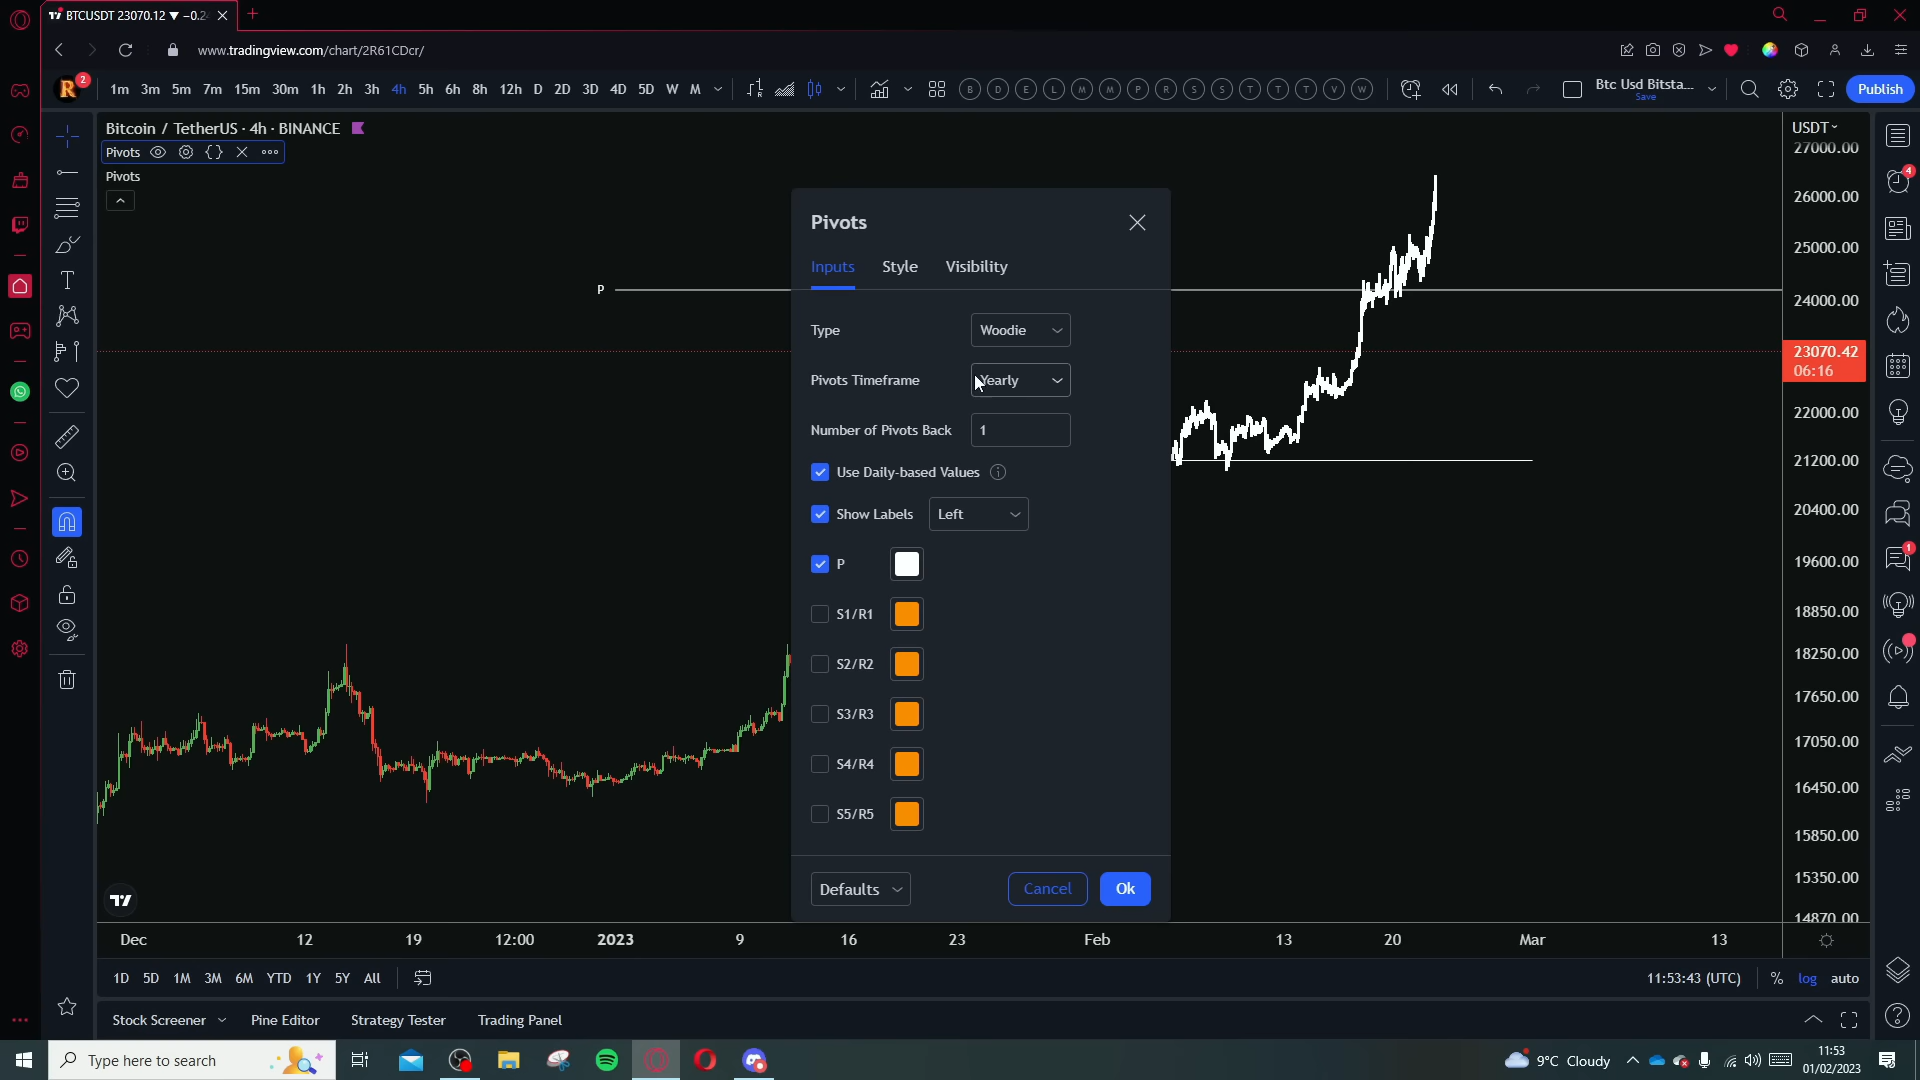 BTCUSDT 23070.12 ▼ −0.2
www.tradingview.com/chart/2R61CDcr/
R 2 1m 3m 5m 7m 15m 30m 1h 2h 3h 4h 5h 6h 8h 12h D 2D 3D 4D 5D W M B D E L M M P R S S T T T V W Btc Usd Bitsta... Save Publish
Bitcoin / TetherUS · 4h · BINANCE
USDT
Pivots
Pivots
27000.00
26000.00
25000.00
24000.00
23070.42
06:16
22000.00
21200.00
20400.00
19600.00
18850.00
18250.00
17650.00
17050.00
16450.00
15850.00
15350.00
14870.00
P
Pivots
Inputs Style Visibility
Type Woodie
Pivots Timeframe Yearly
Number of Pivots Back 1
Use Daily-based Values
Show Labels Left
P
S1/R1
S2/R2
S3/R3
S4/R4
S5/R5
Defaults Cancel Ok
4
1
Dec 12 19 12:00 2023 9 16 23 Feb 13 20 Mar 13
1D 5D 1M 3M 6M YTD 1Y 5Y All 11:53:43 (UTC) % log auto
Stock Screener Pine Editor Strategy Tester Trading Panel
Type here to search 9°C Cloudy 11:53
01/02/2023